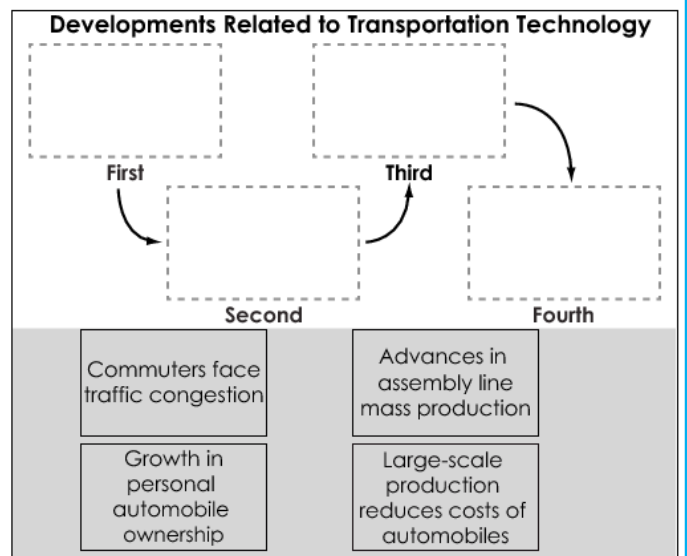 Developments Related to Transportation Technology
First
Third
Second
Fourth
Commuters face
traffic congestion
Advances in
assembly line
mass production
Growth in
personal
automobile
ownership
Large-scale
production
reduces costs of
automobiles